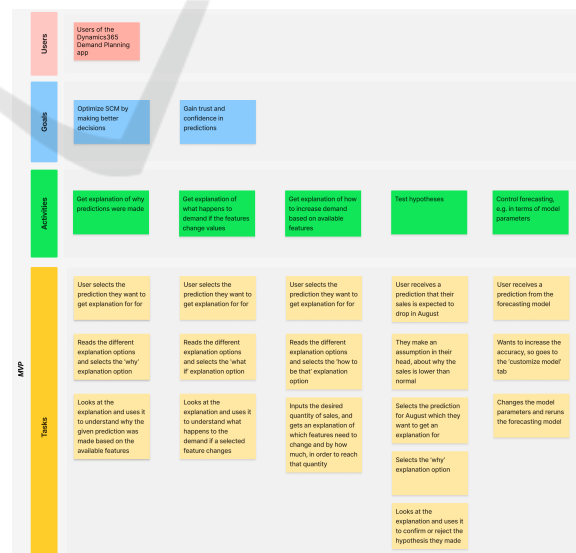 Users
Users of the
Dynamics365
Demand Planning
app
Goals
Optimize SCM by
making better
decisions
Gain trust and
confidence in
predictions
Activities
Get explanation of why
predictions were made
Get explanation of
what happens to
demand if the features
change values
Get explanation of how
to increase demand
based on available
features
Test hypotheses
Control forecasting,
e.g. in terms of model
parameters
MVP
Tasks
User selects the
prediction they want to
get explanation for for
User selects the
prediction they want to
get explanation for for
User selects the
prediction they want to
get explanation for for
User receives a
prediction that their
sales is expected to
drop in August
User receives a
prediction from the
forecasting model
Reads the different
explanation options
and selects the 'why'
explanation option
Reads the different
explanation options
and selects the 'what
if' explanation option
Reads the different
explanation options
and selects the 'how to
be that' explanation
option
They make an
assumption in their
head, about why the
sales is lower than
normal
Wants to increase the
accuracy, so goes to
the 'customize model'
tab
Looks at the
explanation and uses it
to understand why the
given prediction was
made based on the
available features
Looks at the
explanation and uses it
to understand what
happens to the
demand if a selected
feature changes
Inputs the desired
quantity of sales, and
gets an explanation of
which features need to
change and by how
much, in order to reach
that quantity
Selects the prediction
for August which they
want to get an
explanation for
Changes the model
parameters and reruns
the forecasting model
Selects the 'why'
explanation option
Looks at the
explanation and uses it
to confirm or reject the
hypothesis they made